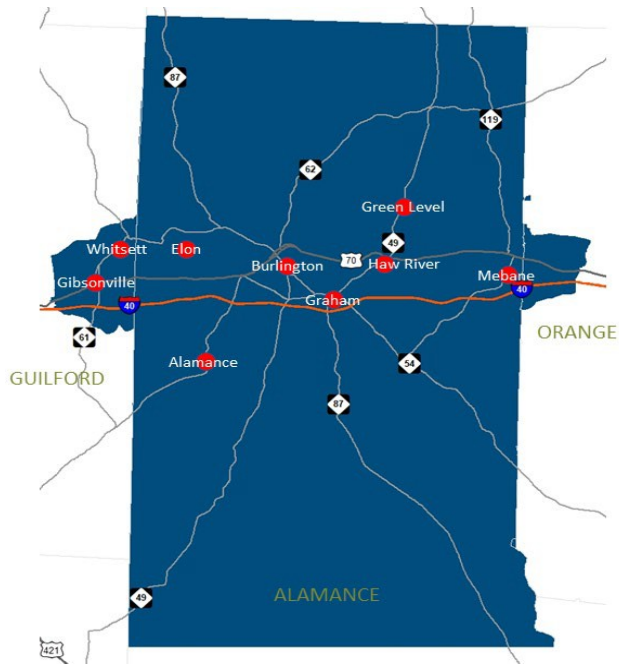 87
119
62
Green Level
49
Whitsett
Elon
70
Haw River
Burlington
Gibsonville
Mebane
40
Graham
40
61
ORANGE
Alamance
54
GUILFORD
87
49
ALAMANCE
421